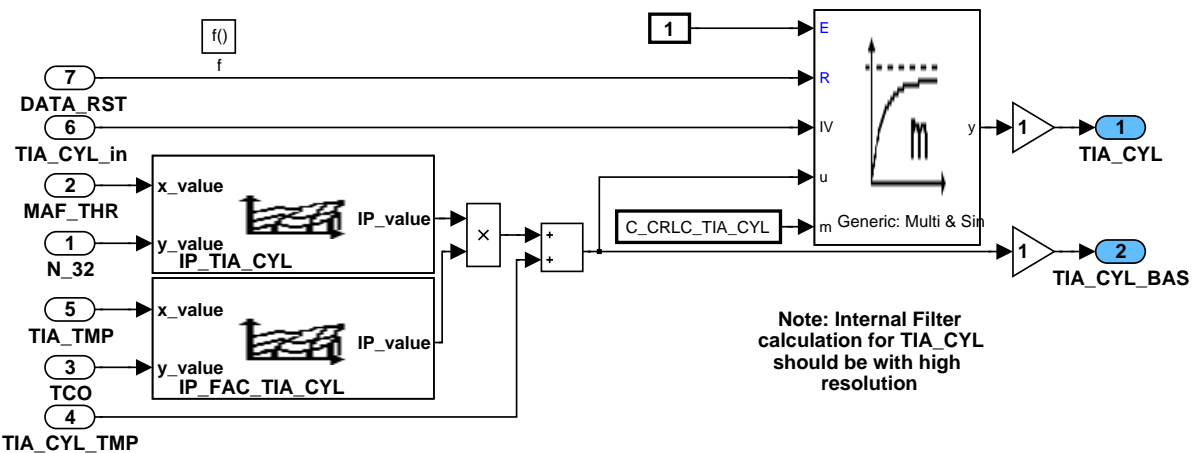 f()
f
1
7
DATA_RST
6
TIA_CYL_in
2
MAF_THR
1
N_32
5
TIA_TMP
3
TCO
4
TIA_CYL_TMP
x_value
y_value
IP_value
IP_TIA_CYL
x_value
y_value
IP_value
IP_FAC_TIA_CYL
×
+
+
C_CRLC_TIA_CYL
E
R
IV
u
m
m
y
Generic: Multi & Sin
1
1
TIA_CYL
1
2
TIA_CYL_BAS
Note: Internal Filter
calculation for TIA_CYL
should be with high
resolution